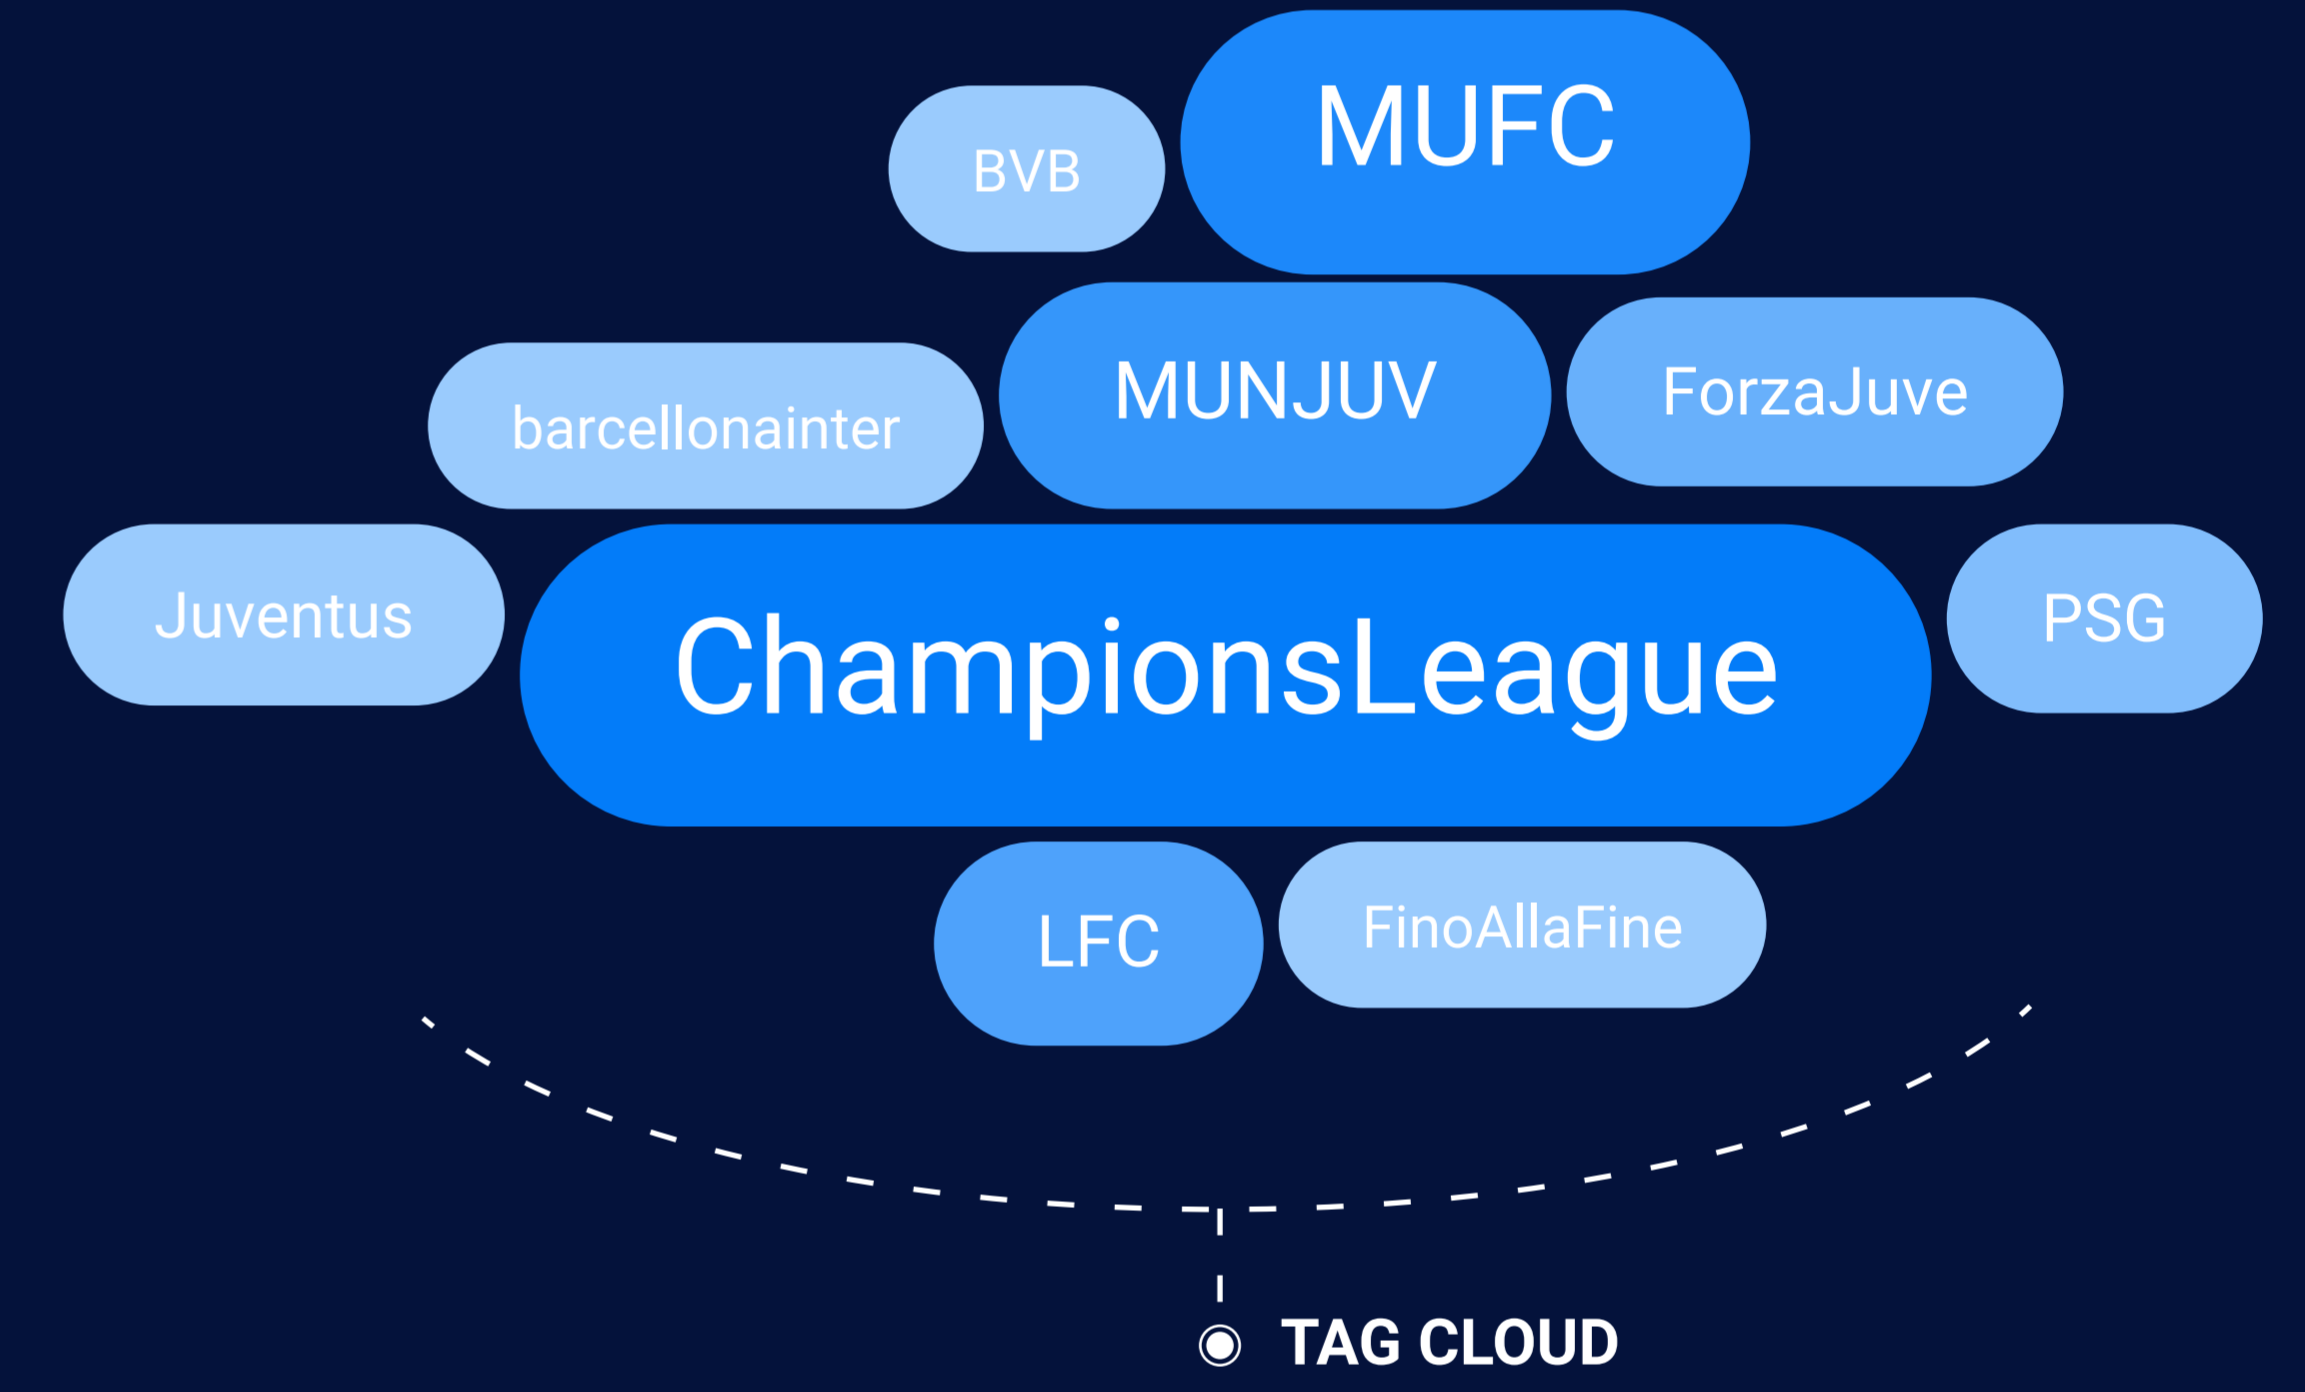 MUFC
BVB
MUNJUV
ForzaJuve
barcellonainter
Juventus
ChampionsLeague
PSG
LFC
FinoAllaFine
TAG CLOUD